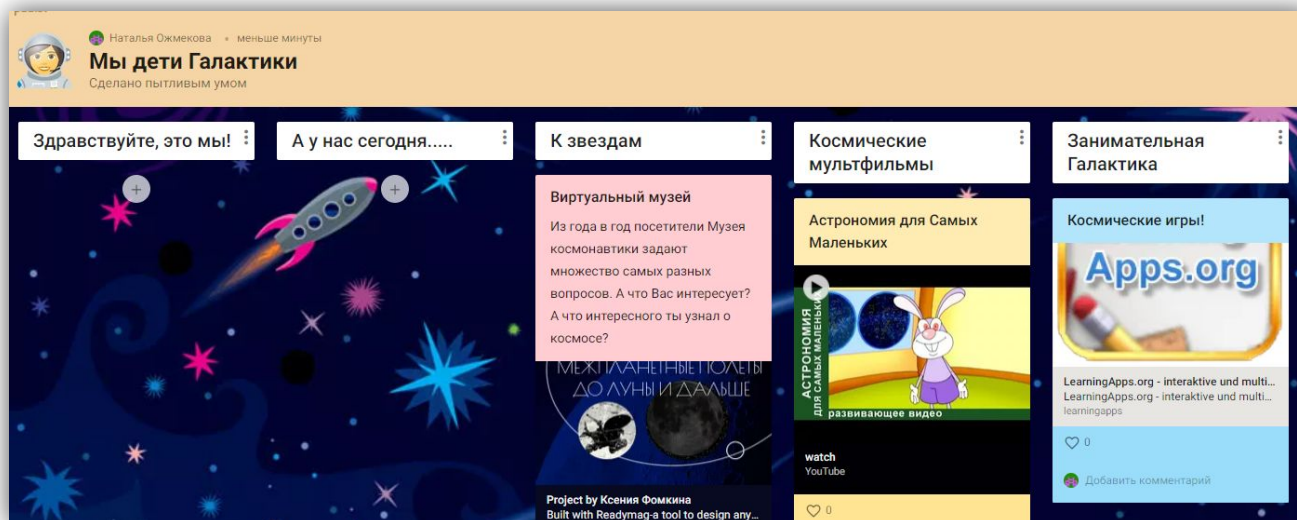 Наталья Ожмекова • меньше минуты
Мы дети Галактики
Сделано пытливым умом
Здравствуйте, это мы!
А у нас сегодня.....
К звездам
Виртуальный музей
Из года в год посетители Музея
космонавтики задают
множество самых разных
вопросов. А что Вас интересует?
А что интересного ты узнал о
космосе?
МЕЖПЛАНЕТНЫЕ ПОЛЕТЫ
ДО ЛУНЫ И ДАЛЬШЕ
Project by Ксения Фомкина
Built with Readymag-a tool to design any...
Космические
мультфильмы
Астрономия для Самых
Маленьких
АСТРОНОМИЯ
ДЛЯ САМЫХ МАЛЕНЬКИХ
развивающее видео
watch
YouTube
0
Занимательная
Галактика
Космические игры!
Apps.org
LearningApps.org - interaktive und multi...
LearningApps.org - interaktive und multi...
learningapps
0
Добавить комментарий